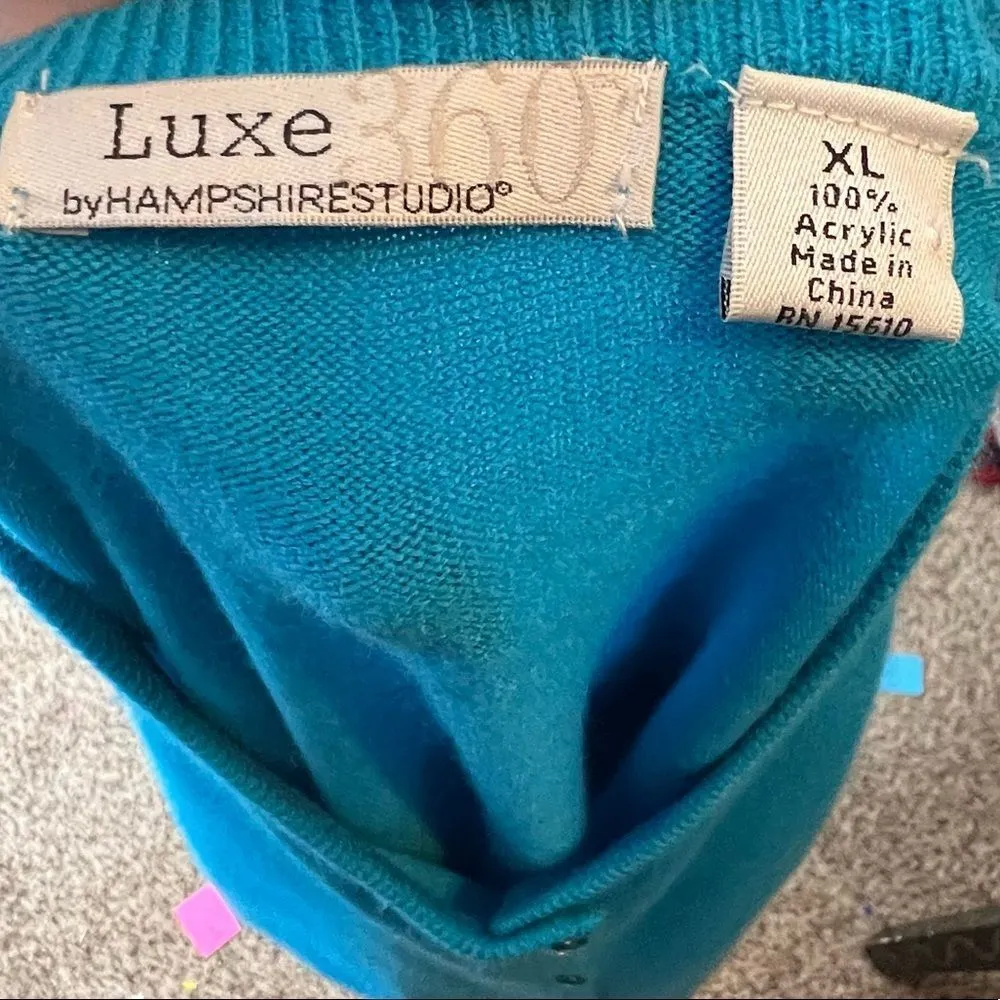 Luxe 360
byHAMPSHIRESTUDIO®
XL
100%
Acrylic
Made in
China
RN 15610